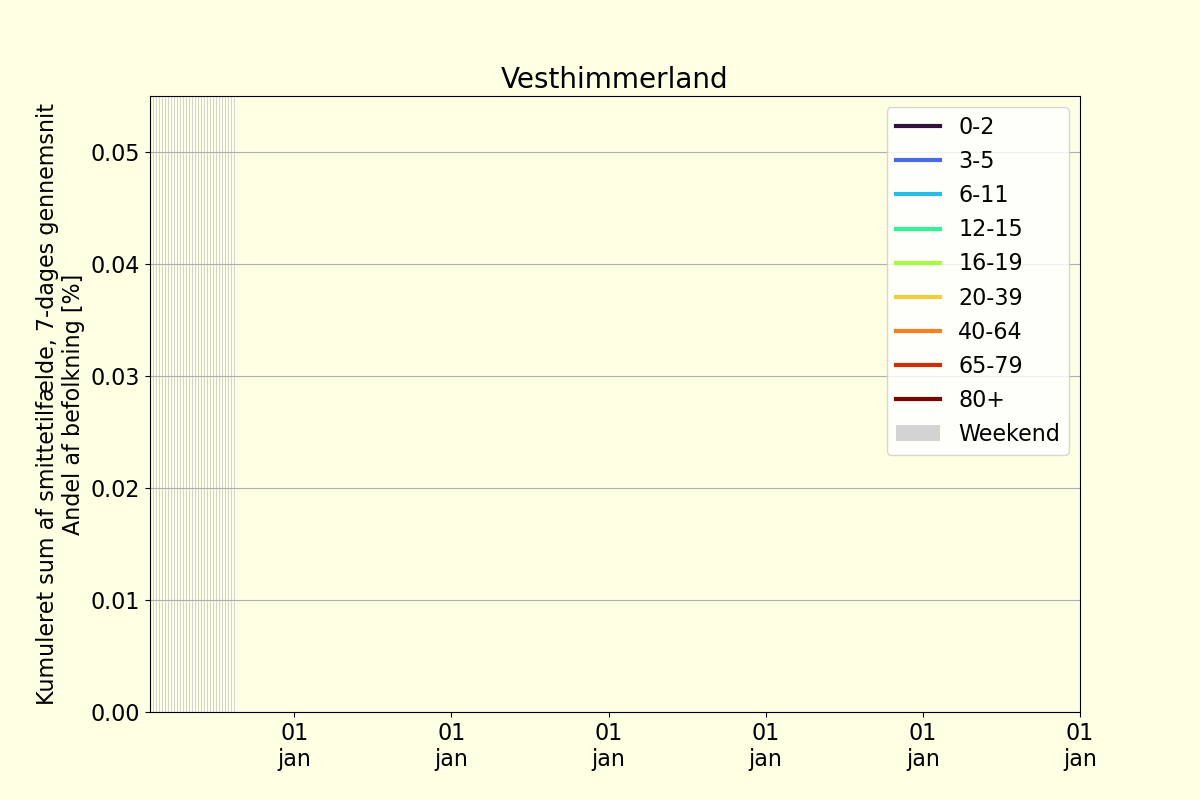 Vesthimmerland
Kumuleret sum af smittetilfælde, 7-dages gennemsnit
Andel af befolkning [%]
0.05
0.04
0.03
0.02
0.01
0.00
01
jan
01
jan
01
jan
01
jan
01
jan
01
jan
0-2
3-5
6-11
12-15
16-19
20-39
40-64
65-79
80+
Weekend